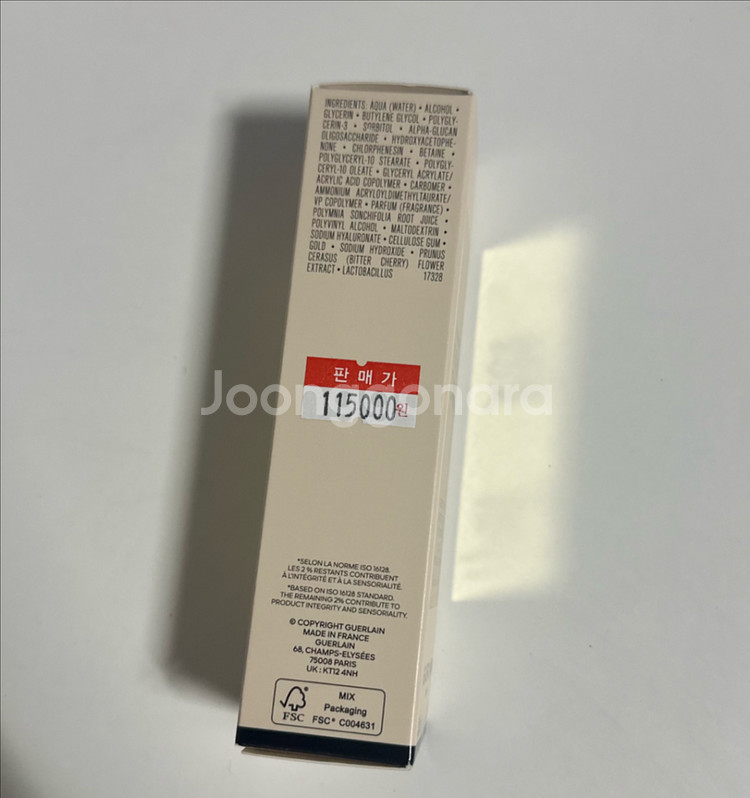 INGREDIENTS: AQUA (WATER) • ALCOHOL •
GLYCERIN • BUTYLENE GLYCOL • POLYGLY-
CERIN-3 • SORBITOL • ALPHA-GLUCAN
OLIGOSACCHARIDE • HYDROXYACETOPHE-
NONE • CHLORPHENESIN • BETAINE •
POLYGLYCERYL-10 STEARATE • POLYGLY-
CERYL-10 OLEATE • GLYCERYL ACRYLATE/
ACRYLIC ACID COPOLYMER • CARBOMER •
AMMONIUM ACRYLOYLDIMETHYLTAURATE/
VP COPOLYMER • PARFUM (FRAGRANCE) •
POLYMNIA SONCHIFOLIA ROOT JUICE •
POLYVINYL ALCOHOL • MALTODEXTRIN •
SODIUM HYALURONATE • CELLULOSE GUM •
GOLD • SODIUM HYDROXIDE • PRUNUS
CERASUS (BITTER CHERRY) FLOWER
EXTRACT • LACTOBACILLUS 17328
판매가
115000원
Joonggonara
*SELON LA NORME ISO 16128.
LES 2 % RESTANTS CONTRIBUENT
À L'INTÉGRITÉ ET À LA SENSORIALITÉ.
*BASED ON ISO 16128 STANDARD.
THE REMAINING 2% CONTRIBUTE TO
PRODUCT INTEGRITY AND SENSORIALITY.
© COPYRIGHT GUERLAIN
MADE IN FRANCE
GUERLAIN
68, CHAMPS-ELYSÉES
75008 PARIS
UK : KT12 4NH
FSC
MIX
Packaging
FSC® C004631